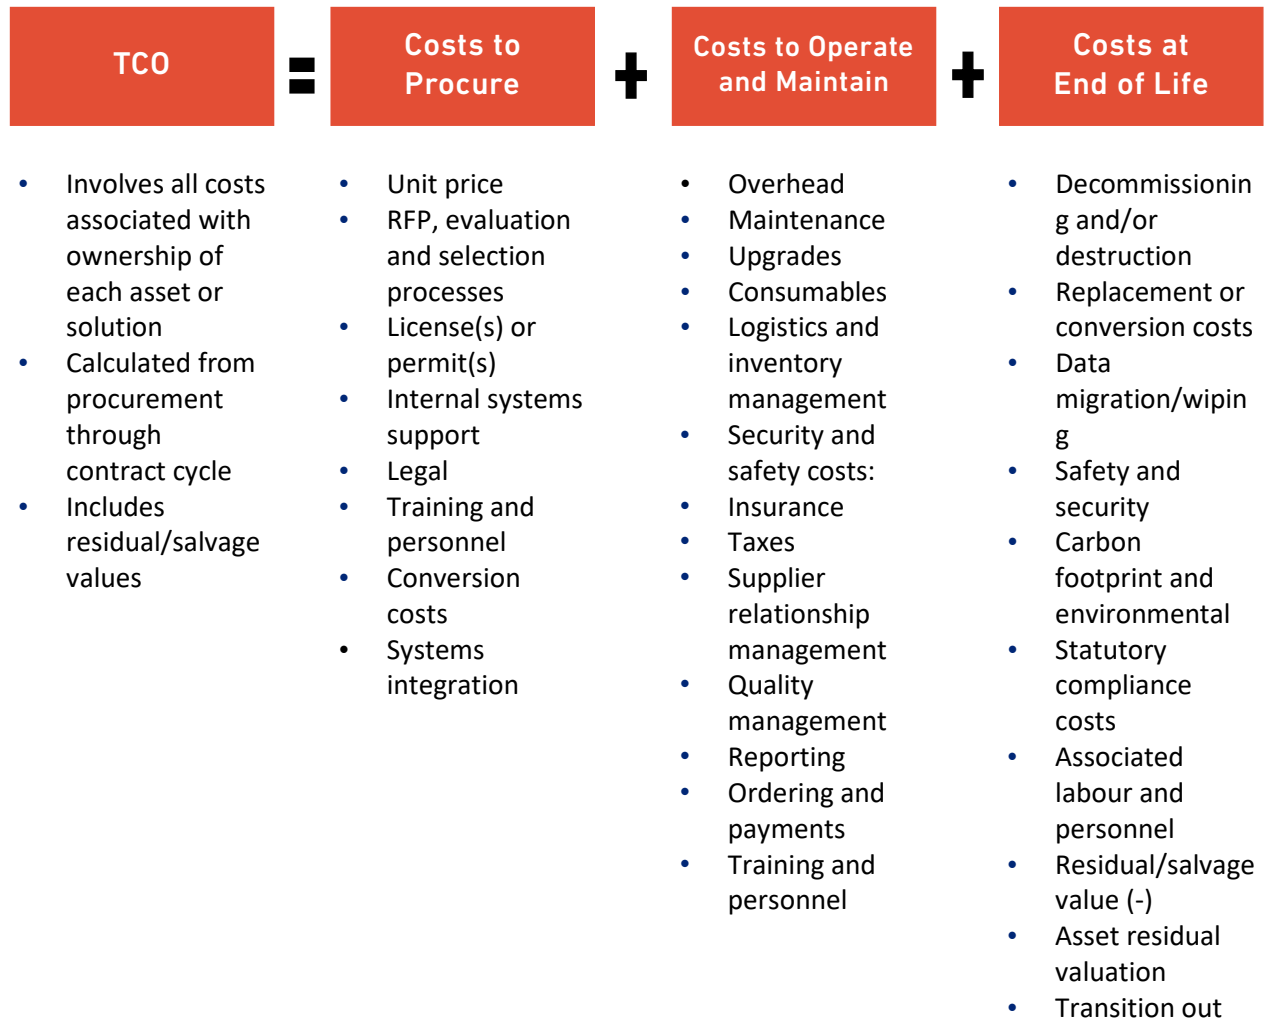 TCO
=
Costs to
Procure
+
Costs to Operate
and Maintain
+
Costs at
End of Life
• Involves all costs
associated with
ownership of
each asset or
solution
• Calculated from
procurement
through
contract cycle
• Includes
residual/salvage
values
• Unit price
• RFP, evaluation
and selection
processes
• License(s) or
permit(s)
• Internal systems
support
• Legal
• Training and
personnel
• Conversion
costs
• Systems
integration
• Overhead
• Maintenance
• Upgrades
• Consumables
• Logistics and
inventory
management
• Security and
safety costs:
• Insurance
• Taxes
• Supplier
relationship
management
• Quality
management
• Reporting
• Ordering and
payments
• Training and
personnel
• Decommissionin
g and/or
destruction
• Replacement or
conversion costs
• Data
migration/wipin
g
• Safety and
security
• Carbon
footprint and
environmental
• Statutory
compliance
costs
• Associated
labour and
personnel
• Residual/salvage
value (-)
• Asset residual
valuation
• Transition out